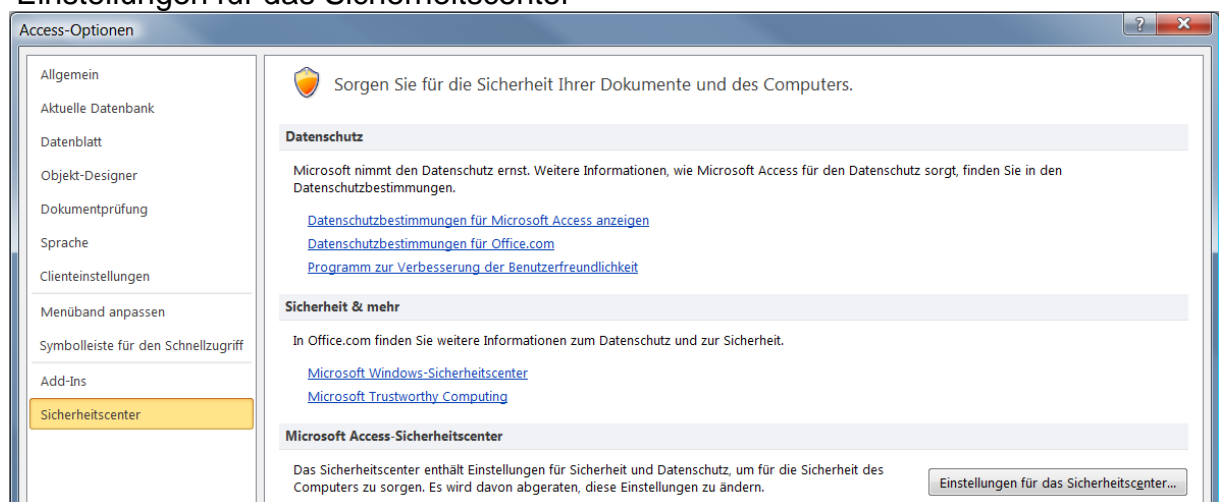 Einstellungen für das Sicherheitscenter
Access-Optionen
Allgemein
Aktuelle Datenbank
Datenblatt
Objekt-Designer
Dokumentprüfung
Sprache
Clienteinstellungen
Menüband anpassen
Symbolleiste für den Schnellzugriff
Add-Ins
Sicherheitscenter
Sorgen Sie für die Sicherheit Ihrer Dokumente und des Computers.
Datenschutz
Microsoft nimmt den Datenschutz ernst. Weitere Informationen, wie Microsoft Access für den Datenschutz sorgt, finden Sie in den
Datenschutzbestimmungen.
Datenschutzbestimmungen für Microsoft Access anzeigen
Datenschutzbestimmungen für Office.com
Programm zur Verbesserung der Benutzerfreundlichkeit
Sicherheit & mehr
In Office.com finden Sie weitere Informationen zum Datenschutz und zur Sicherheit.
Microsoft Windows-Sicherheitscenter
Microsoft Trustworthy Computing
Microsoft Access-Sicherheitscenter
Das Sicherheitscenter enthält Einstellungen für Sicherheit und Datenschutz, um für die Sicherheit des
Computers zu sorgen. Es wird davon abgeraten, diese Einstellungen zu ändern.
Einstellungen für das Sicherheitscenter...